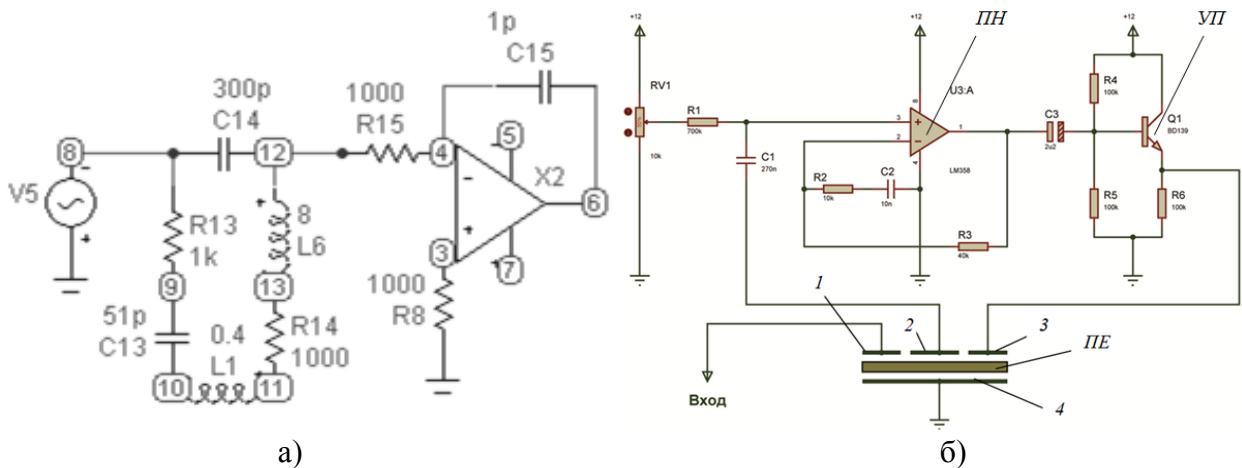 1p
C15
300p
C14
1000
R15
8
12
4
5
X2
6
V5
R13
1k
8
L6
3
7
9
13
1000
R8
51p
C13
0.4
L1
R14
1000
10
11
а)
+12
ПН
+12
УП
RV1
10k
R1
700k
U3:A
8
3
2
1
4
LM358
C1
270n
R2
10k
C2
10n
R3
40k
C3
2u2
R4
100k
Q1
BD139
R5
100k
R6
100k
1
2
3
ПЕ
4
Вход
б)